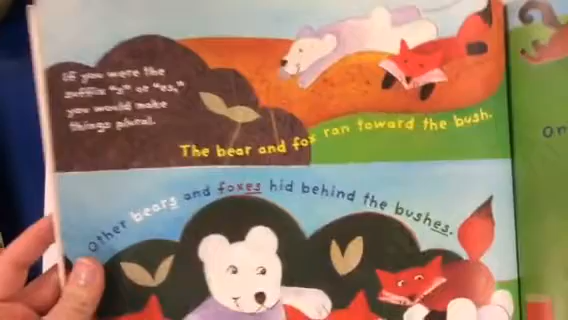 If you were the
suffix "s" or "es,"
you would make
things plural.
The bear and fox ran toward the bush.
Other bears and foxes hid behind the bushes.